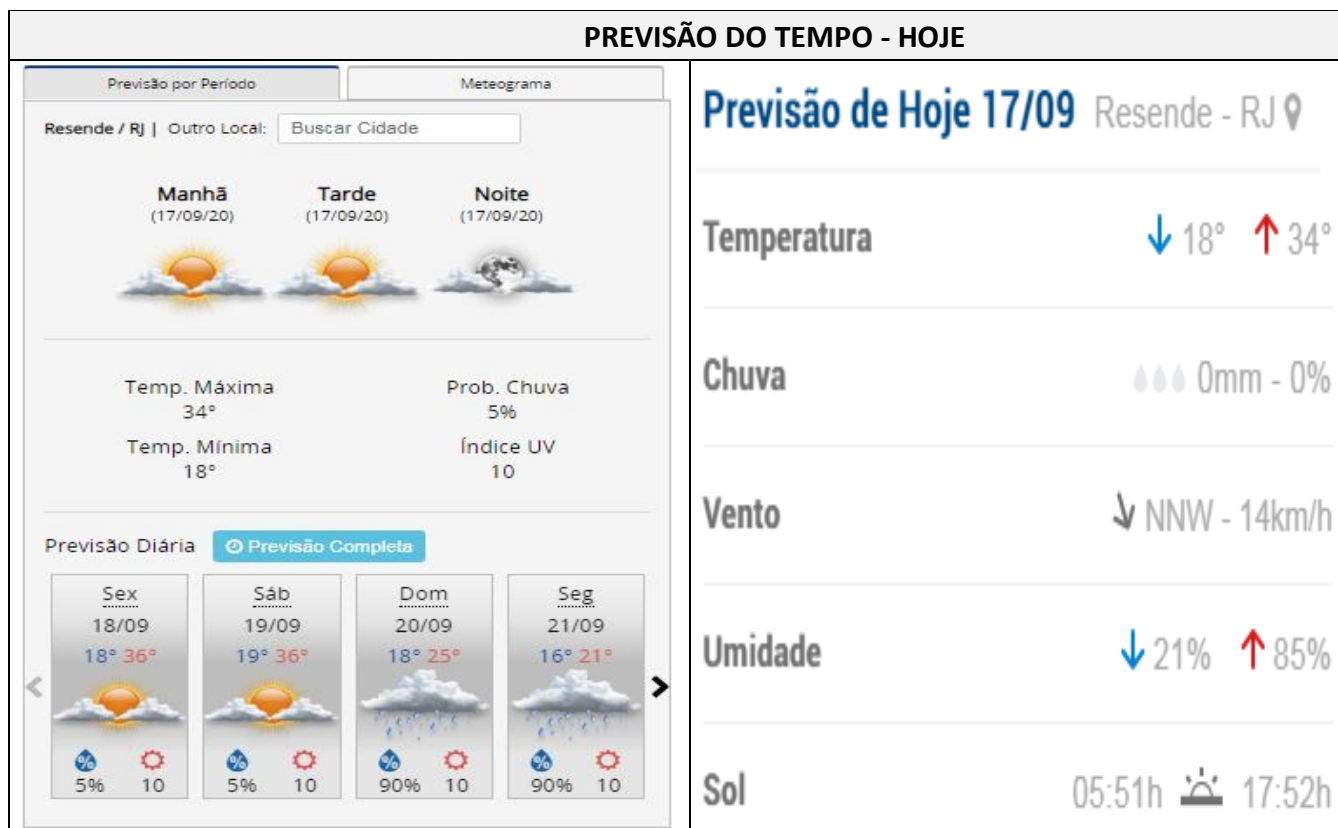 PREVISÃO DO TEMPO - HOJE
Previsão por Período
Meteograma
Resende / RJ | Outro Local: Buscar Cidade
Manhã Tarde Noite
(17/09/20) (17/09/20) (17/09/20)
Temp. Máxima Prob. Chuva
34° 5%
Temp. Mínima Índice UV
18° 10
Previsão Diária Previsão Completa
Sex Sáb Dom Seg
18/09 19/09 20/09 21/09
18° 36° 19° 36° 18° 25° 16° 21°
% % % %
5% 10 5% 10 90% 10 90% 10
Previsão de Hoje 17/09 Resende - RJ
Temperatura 18° 34°
Chuva 0mm - 0%
Vento NNW - 14km/h
Umidade 21% 85%
Sol 05:51h 17:52h